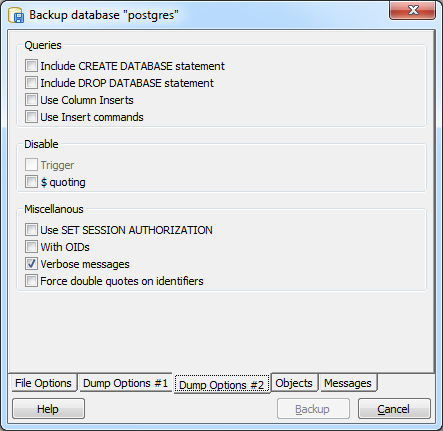 Backup database "postgres"
Queries
Include CREATE DATABASE statement
Include DROP DATABASE statement
Use Column Inserts
Use Insert commands
Disable
Trigger
$ quoting
Miscellanous
Use SET SESSION AUTHORIZATION
With OIDs
Verbose messages
Force double quotes on identifiers
File Options Dump Options #1 Dump Options #2 Objects Messages
Help Backup Cancel